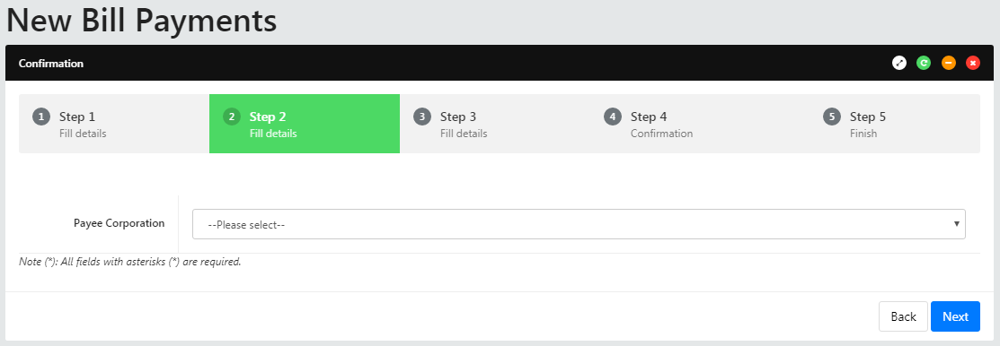 New Bill Payments
Confirmation
1 Step 1
Fill details
2 Step 2
Fill details
3 Step 3
Fill details
4 Step 4
Confirmation
5 Step 5
Finish
Payee Corporation
--Please select--
Note (*): All fields with asterisks (*) are required.
Back Next